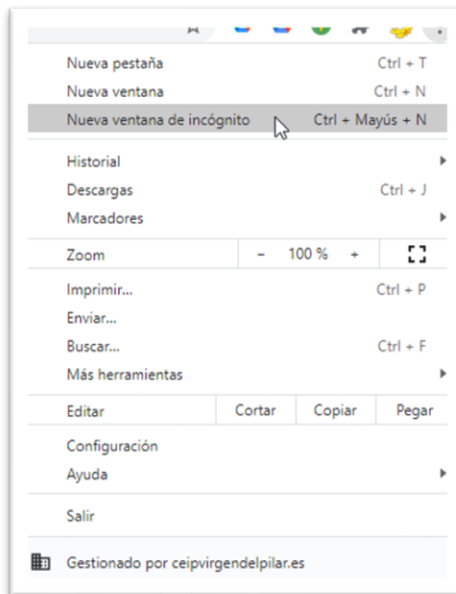 Nueva pestaña Ctrl + T
Nueva ventana Ctrl + N
Nueva ventana de incógnito Ctrl + Mayús + N
Historial
Descargas Ctrl + J
Marcadores
Zoom - 100 % +
Imprimir... Ctrl + P
Enviar...
Buscar... Ctrl + F
Más herramientas
Editar Cortar Copiar Pegar
Configuración
Ayuda
Salir
Gestionado por ceipvirgendelpilar.es